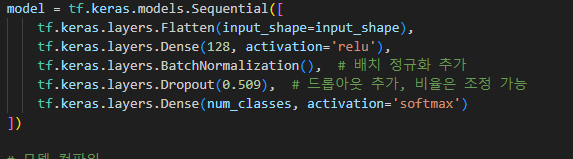 model = tf.keras.models.Sequential([
    tf.keras.layers.Flatten(input_shape=input_shape),
    tf.keras.layers.Dense(128, activation='relu'),
    tf.keras.layers.BatchNormalization(),  # 배치 정규화 추가
    tf.keras.layers.Dropout(0.509),  # 드롭아웃 추가, 비율은 조정 가능
    tf.keras.layers.Dense(num_classes, activation='softmax')
])